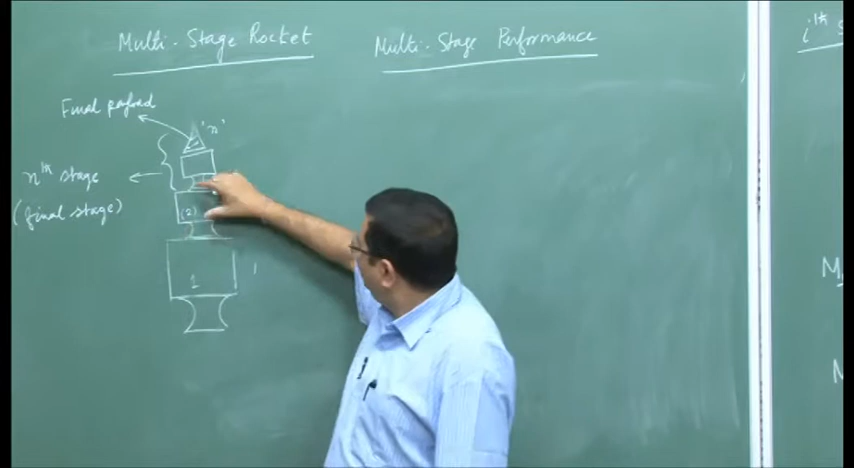 Multi-Stage Rocket
Multi-Stage Performance
Final payload
'n'
nth stage
(final stage)
(2)
1
1
ith S
M
M